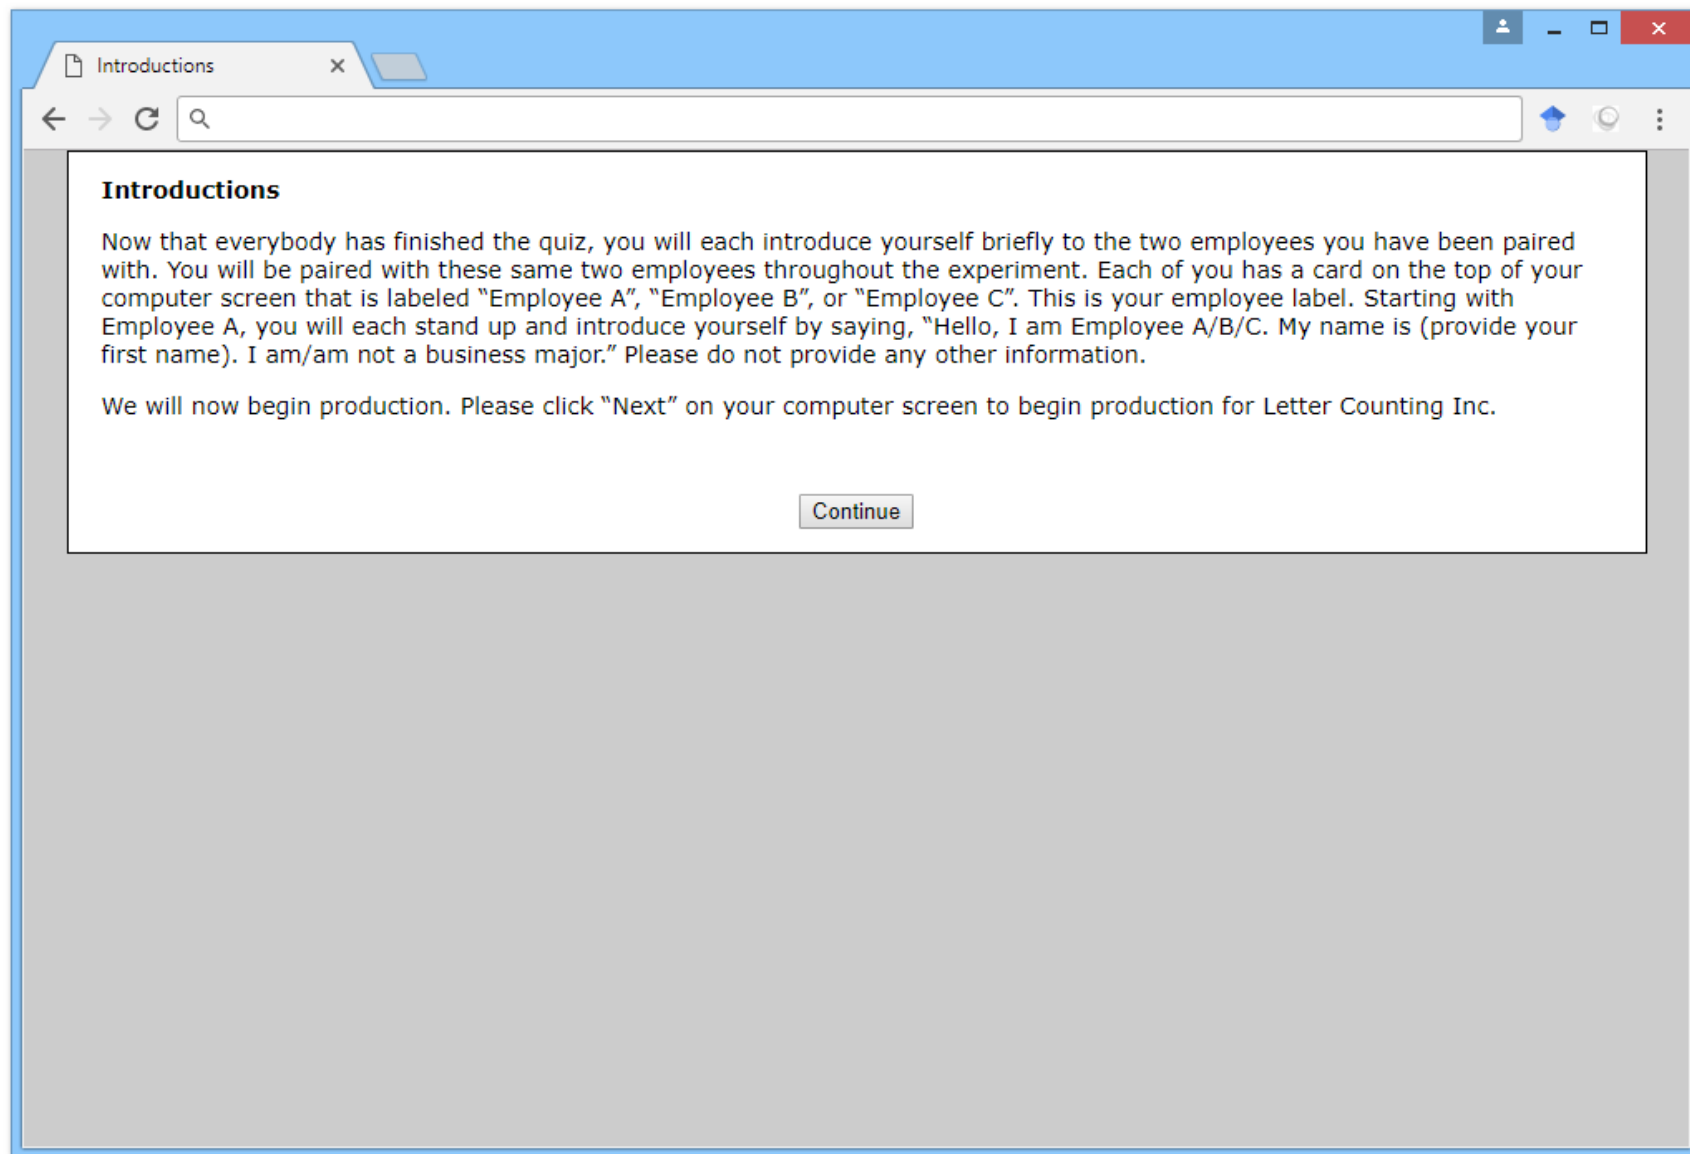 Introductions
Introductions
Now that everybody has finished the quiz, you will each introduce yourself briefly to the two employees you have been paired
with. You will be paired with these same two employees throughout the experiment. Each of you has a card on the top of your
computer screen that is labeled “Employee A”, “Employee B”, or “Employee C”. This is your employee label. Starting with
Employee A, you will each stand up and introduce yourself by saying, “Hello, I am Employee A/B/C. My name is (provide your
first name). I am/am not a business major.” Please do not provide any other information.
We will now begin production. Please click “Next” on your computer screen to begin production for Letter Counting Inc.
Continue